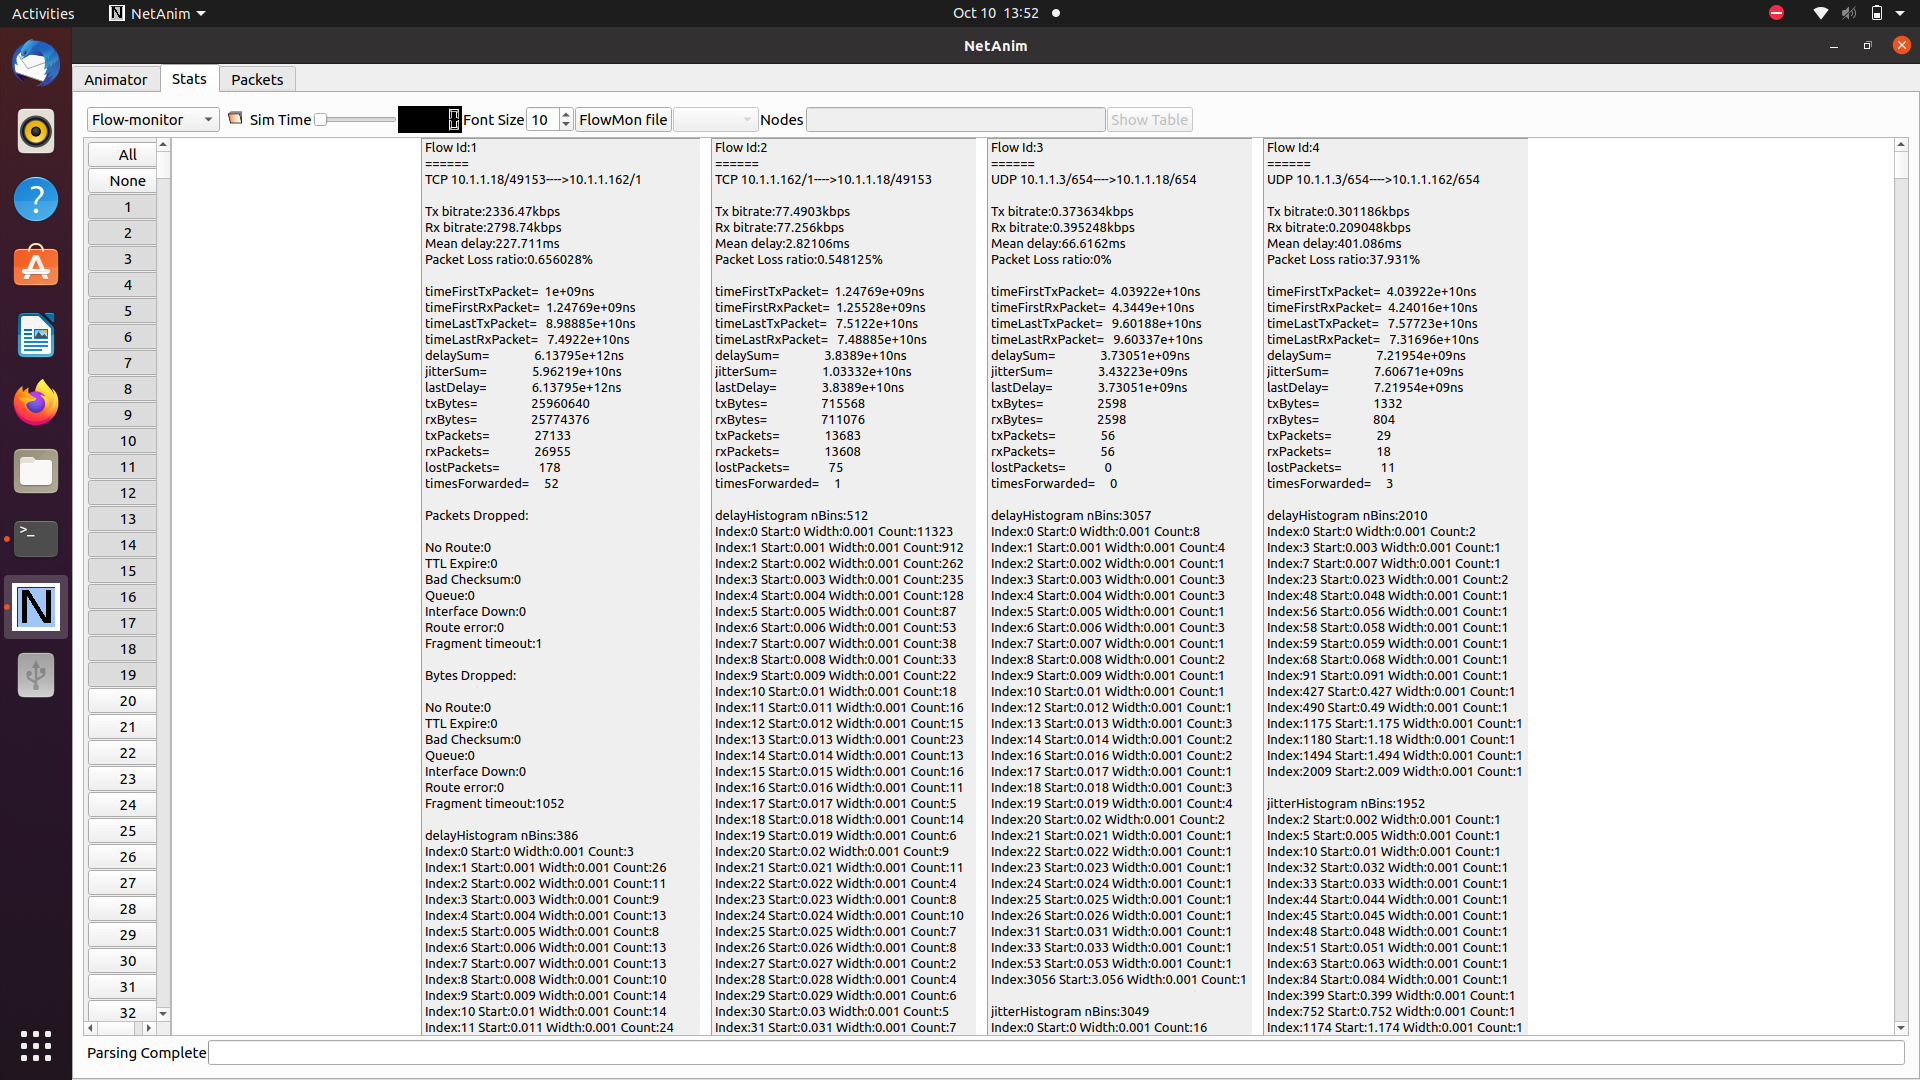 Activities
NetAnim
Oct 10 13:52
NetAnim
Animator
Stats
Packets
Flow-monitor
Sim Time
0
Font Size
10
FlowMon file
Nodes
Show Table
All
None
1
2
3
4
5
6
7
8
9
10
11
12
13
14
15
16
17
18
19
20
21
22
23
24
25
26
27
28
29
30
31
32
Flow Id:1
======
TCP 10.1.1.18/49153---->10.1.1.162/1
Tx bitrate:2336.47kbps
Rx bitrate:2798.74kbps
Mean delay:227.711ms
Packet Loss ratio:0.656028%
timeFirstTxPacket= 1e+09ns
timeFirstRxPacket= 1.24769e+09ns
timeLastTxPacket= 8.98885e+10ns
timeLastRxPacket= 7.4922e+10ns
delaySum= 6.13795e+12ns
jitterSum= 5.96219e+10ns
lastDelay= 6.13795e+12ns
txBytes= 25960640
rxBytes= 25774376
txPackets= 27133
rxPackets= 26955
lostPackets= 178
timesForwarded= 52
Packets Dropped:
No Route:0
TTL Expire:0
Bad Checksum:0
Queue:0
Interface Down:0
Route error:0
Fragment timeout:1
Bytes Dropped:
No Route:0
TTL Expire:0
Bad Checksum:0
Queue:0
Interface Down:0
Route error:0
Fragment timeout:1052
delayHistogram nBins:386
Index:0 Start:0 Width:0.001 Count:3
Index:1 Start:0.001 Width:0.001 Count:26
Index:2 Start:0.002 Width:0.001 Count:11
Index:3 Start:0.003 Width:0.001 Count:9
Index:4 Start:0.004 Width:0.001 Count:13
Index:5 Start:0.005 Width:0.001 Count:8
Index:6 Start:0.006 Width:0.001 Count:13
Index:7 Start:0.007 Width:0.001 Count:13
Index:8 Start:0.008 Width:0.001 Count:10
Index:9 Start:0.009 Width:0.001 Count:14
Index:10 Start:0.01 Width:0.001 Count:14
Index:11 Start:0.011 Width:0.001 Count:24
Flow Id:2
======
TCP 10.1.1.162/1---->10.1.1.18/49153
Tx bitrate:77.4903kbps
Rx bitrate:77.256kbps
Mean delay:2.82106ms
Packet Loss ratio:0.548125%
timeFirstTxPacket= 1.24769e+09ns
timeFirstRxPacket= 1.25528e+09ns
timeLastTxPacket= 7.5122e+10ns
timeLastRxPacket= 7.48885e+10ns
delaySum= 3.8389e+10ns
jitterSum= 1.03332e+10ns
lastDelay= 3.8389e+10ns
txBytes= 715568
rxBytes= 711076
txPackets= 13683
rxPackets= 13608
lostPackets= 75
timesForwarded= 1
delayHistogram nBins:512
Index:0 Start:0 Width:0.001 Count:11323
Index:1 Start:0.001 Width:0.001 Count:912
Index:2 Start:0.002 Width:0.001 Count:262
Index:3 Start:0.003 Width:0.001 Count:235
Index:4 Start:0.004 Width:0.001 Count:128
Index:5 Start:0.005 Width:0.001 Count:87
Index:6 Start:0.006 Width:0.001 Count:53
Index:7 Start:0.007 Width:0.001 Count:38
Index:8 Start:0.008 Width:0.001 Count:33
Index:9 Start:0.009 Width:0.001 Count:22
Index:10 Start:0.01 Width:0.001 Count:18
Index:11 Start:0.011 Width:0.001 Count:16
Index:12 Start:0.012 Width:0.001 Count:15
Index:13 Start:0.013 Width:0.001 Count:23
Index:14 Start:0.014 Width:0.001 Count:13
Index:15 Start:0.015 Width:0.001 Count:16
Index:16 Start:0.016 Width:0.001 Count:11
Index:17 Start:0.017 Width:0.001 Count:5
Index:18 Start:0.018 Width:0.001 Count:14
Index:19 Start:0.019 Width:0.001 Count:6
Index:20 Start:0.02 Width:0.001 Count:9
Index:21 Start:0.021 Width:0.001 Count:11
Index:22 Start:0.022 Width:0.001 Count:4
Index:23 Start:0.023 Width:0.001 Count:8
Index:24 Start:0.024 Width:0.001 Count:10
Index:25 Start:0.025 Width:0.001 Count:7
Index:26 Start:0.026 Width:0.001 Count:8
Index:27 Start:0.027 Width:0.001 Count:2
Index:28 Start:0.028 Width:0.001 Count:4
Index:29 Start:0.029 Width:0.001 Count:6
Index:30 Start:0.03 Width:0.001 Count:5
Index:31 Start:0.031 Width:0.001 Count:7
Flow Id:3
======
UDP 10.1.1.3/654---->10.1.1.18/654
Tx bitrate:0.373634kbps
Rx bitrate:0.395248kbps
Mean delay:66.6162ms
Packet Loss ratio:0%
timeFirstTxPacket= 4.03922e+10ns
timeFirstRxPacket= 4.3449e+10ns
timeLastTxPacket= 9.60188e+10ns
timeLastRxPacket= 9.60337e+10ns
delaySum= 3.73051e+09ns
jitterSum= 3.43223e+09ns
lastDelay= 3.73051e+09ns
txBytes= 2598
rxBytes= 2598
txPackets= 56
rxPackets= 56
lostPackets= 0
timesForwarded= 0
delayHistogram nBins:3057
Index:0 Start:0 Width:0.001 Count:8
Index:1 Start:0.001 Width:0.001 Count:4
Index:2 Start:0.002 Width:0.001 Count:1
Index:3 Start:0.003 Width:0.001 Count:3
Index:4 Start:0.004 Width:0.001 Count:3
Index:5 Start:0.005 Width:0.001 Count:1
Index:6 Start:0.006 Width:0.001 Count:3
Index:7 Start:0.007 Width:0.001 Count:1
Index:8 Start:0.008 Width:0.001 Count:2
Index:9 Start:0.009 Width:0.001 Count:1
Index:10 Start:0.01 Width:0.001 Count:1
Index:12 Start:0.012 Width:0.001 Count:1
Index:13 Start:0.013 Width:0.001 Count:3
Index:14 Start:0.014 Width:0.001 Count:2
Index:16 Start:0.016 Width:0.001 Count:2
Index:17 Start:0.017 Width:0.001 Count:1
Index:18 Start:0.018 Width:0.001 Count:3
Index:19 Start:0.019 Width:0.001 Count:4
Index:20 Start:0.02 Width:0.001 Count:2
Index:21 Start:0.021 Width:0.001 Count:1
Index:22 Start:0.022 Width:0.001 Count:1
Index:23 Start:0.023 Width:0.001 Count:1
Index:24 Start:0.024 Width:0.001 Count:1
Index:25 Start:0.025 Width:0.001 Count:1
Index:26 Start:0.026 Width:0.001 Count:1
Index:31 Start:0.031 Width:0.001 Count:1
Index:33 Start:0.033 Width:0.001 Count:1
Index:53 Start:0.053 Width:0.001 Count:1
Index:3056 Start:3.056 Width:0.001 Count:1
jitterHistogram nBins:3049
Index:0 Start:0 Width:0.001 Count:16
Flow Id:4
======
UDP 10.1.1.3/654---->10.1.1.162/654
Tx bitrate:0.301186kbps
Rx bitrate:0.209048kbps
Mean delay:401.086ms
Packet Loss ratio:37.931%
timeFirstTxPacket= 4.03922e+10ns
timeFirstRxPacket= 4.24016e+10ns
timeLastTxPacket= 7.57723e+10ns
timeLastRxPacket= 7.31696e+10ns
delaySum= 7.21954e+09ns
jitterSum= 7.60671e+09ns
lastDelay= 7.21954e+09ns
txBytes= 1332
rxBytes= 804
txPackets= 29
rxPackets= 18
lostPackets= 11
timesForwarded= 3
delayHistogram nBins:2010
Index:0 Start:0 Width:0.001 Count:2
Index:3 Start:0.003 Width:0.001 Count:1
Index:7 Start:0.007 Width:0.001 Count:1
Index:23 Start:0.023 Width:0.001 Count:2
Index:48 Start:0.048 Width:0.001 Count:1
Index:56 Start:0.056 Width:0.001 Count:1
Index:58 Start:0.058 Width:0.001 Count:1
Index:59 Start:0.059 Width:0.001 Count:1
Index:68 Start:0.068 Width:0.001 Count:1
Index:91 Start:0.091 Width:0.001 Count:1
Index:427 Start:0.427 Width:0.001 Count:1
Index:490 Start:0.49 Width:0.001 Count:1
Index:1175 Start:1.175 Width:0.001 Count:1
Index:1180 Start:1.18 Width:0.001 Count:1
Index:1494 Start:1.494 Width:0.001 Count:1
Index:2009 Start:2.009 Width:0.001 Count:1
jitterHistogram nBins:1952
Index:2 Start:0.002 Width:0.001 Count:1
Index:5 Start:0.005 Width:0.001 Count:1
Index:10 Start:0.01 Width:0.001 Count:1
Index:32 Start:0.032 Width:0.001 Count:1
Index:33 Start:0.033 Width:0.001 Count:1
Index:44 Start:0.044 Width:0.001 Count:1
Index:45 Start:0.045 Width:0.001 Count:1
Index:48 Start:0.048 Width:0.001 Count:1
Index:51 Start:0.051 Width:0.001 Count:1
Index:63 Start:0.063 Width:0.001 Count:1
Index:84 Start:0.084 Width:0.001 Count:1
Index:399 Start:0.399 Width:0.001 Count:1
Index:752 Start:0.752 Width:0.001 Count:1
Index:1174 Start:1.174 Width:0.001 Count:1
Parsing Complete